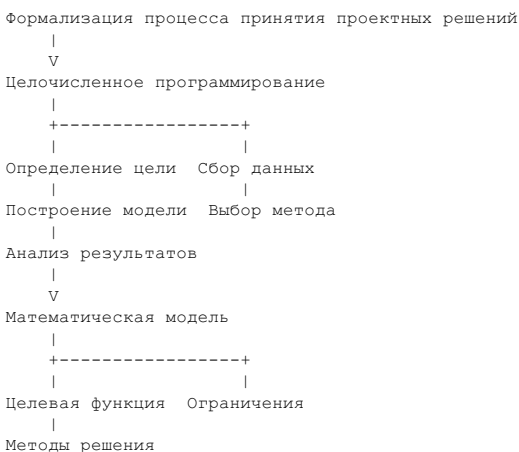 Формализация процесса принятия проектных решений
|
V
Целочисленное программирование
|
+-----------------+
| |
Определение цели Сбор данных
| |
Построение модели Выбор метода
|
Анализ результатов
|
V
Математическая модель
|
+-----------------+
| |
Целевая функция Ограничения
|
Методы решения